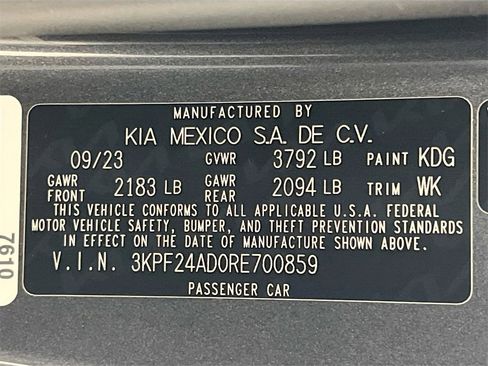 MANUFACTURED BY
KIA MEXICO S.A. DE C.V.
09/23 GVWR 3792 LB PAINT KDG
GAWR FRONT 2183 LB GAWR REAR 2094 LB TRIM WK
THIS VEHICLE CONFORMS TO ALL APPLICABLE U.S.A. FEDERAL
MOTOR VEHICLE SAFETY, BUMPER, AND THEFT PREVENTION STANDARDS
IN EFFECT ON THE DATE OF MANUFACTURE SHOWN ABOVE.
V.I.N. 3KPF24AD0RE700859
PASSENGER CAR
7610